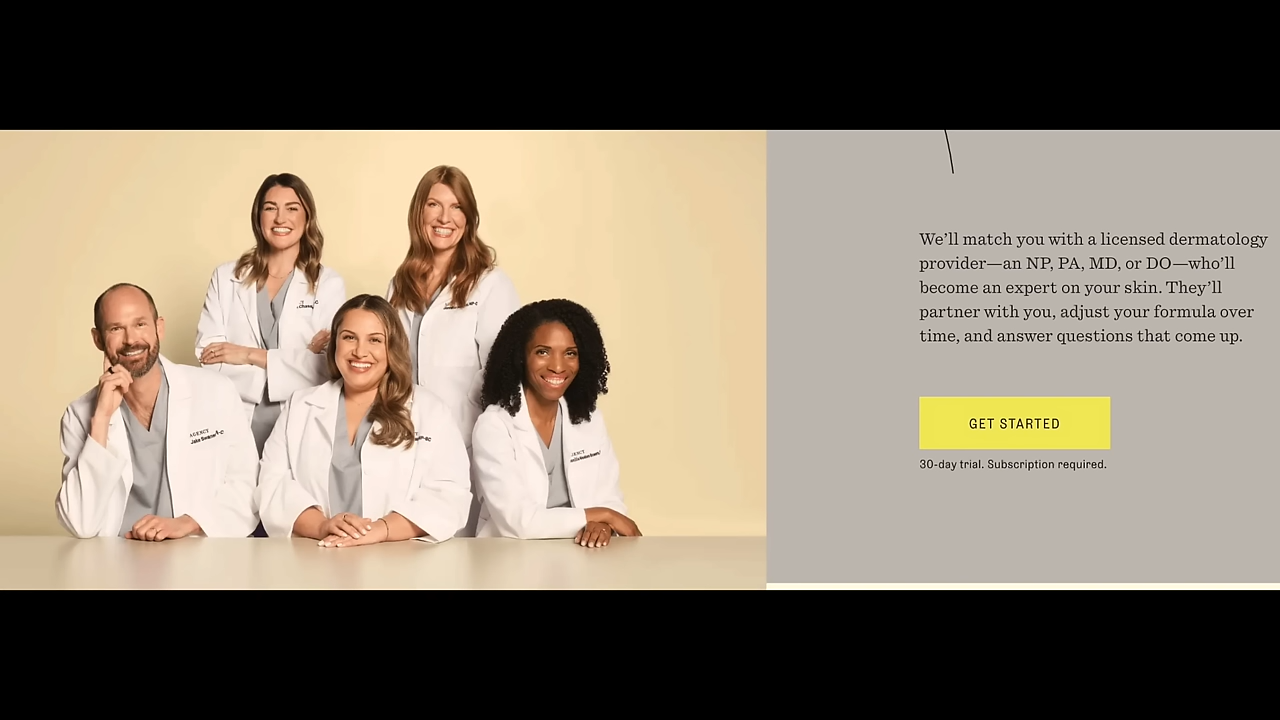 We’ll match you with a licensed dermatology
provider—an NP, PA, MD, or DO—who’ll
become an expert on your skin. They’ll
partner with you, adjust your formula over
time, and answer questions that come up.
GET STARTED
30-day trial. Subscription required.